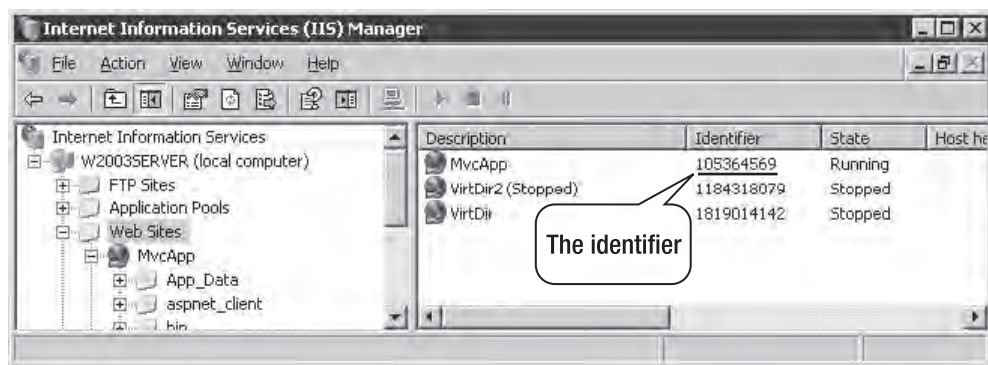 Internet Information Services (IIS) Manager
File Action View Window Help
Internet Information Services
W2003SERVER (local computer)
FTP Sites
Application Pools
Web Sites
MvcApp
App_Data
aspnet_client
bin
Description Identifier State Host he
MvcApp 105364569 Running
VirtDir2 (Stopped) 1184318079 Stopped
VirtDir 1819014142 Stopped
The identifier